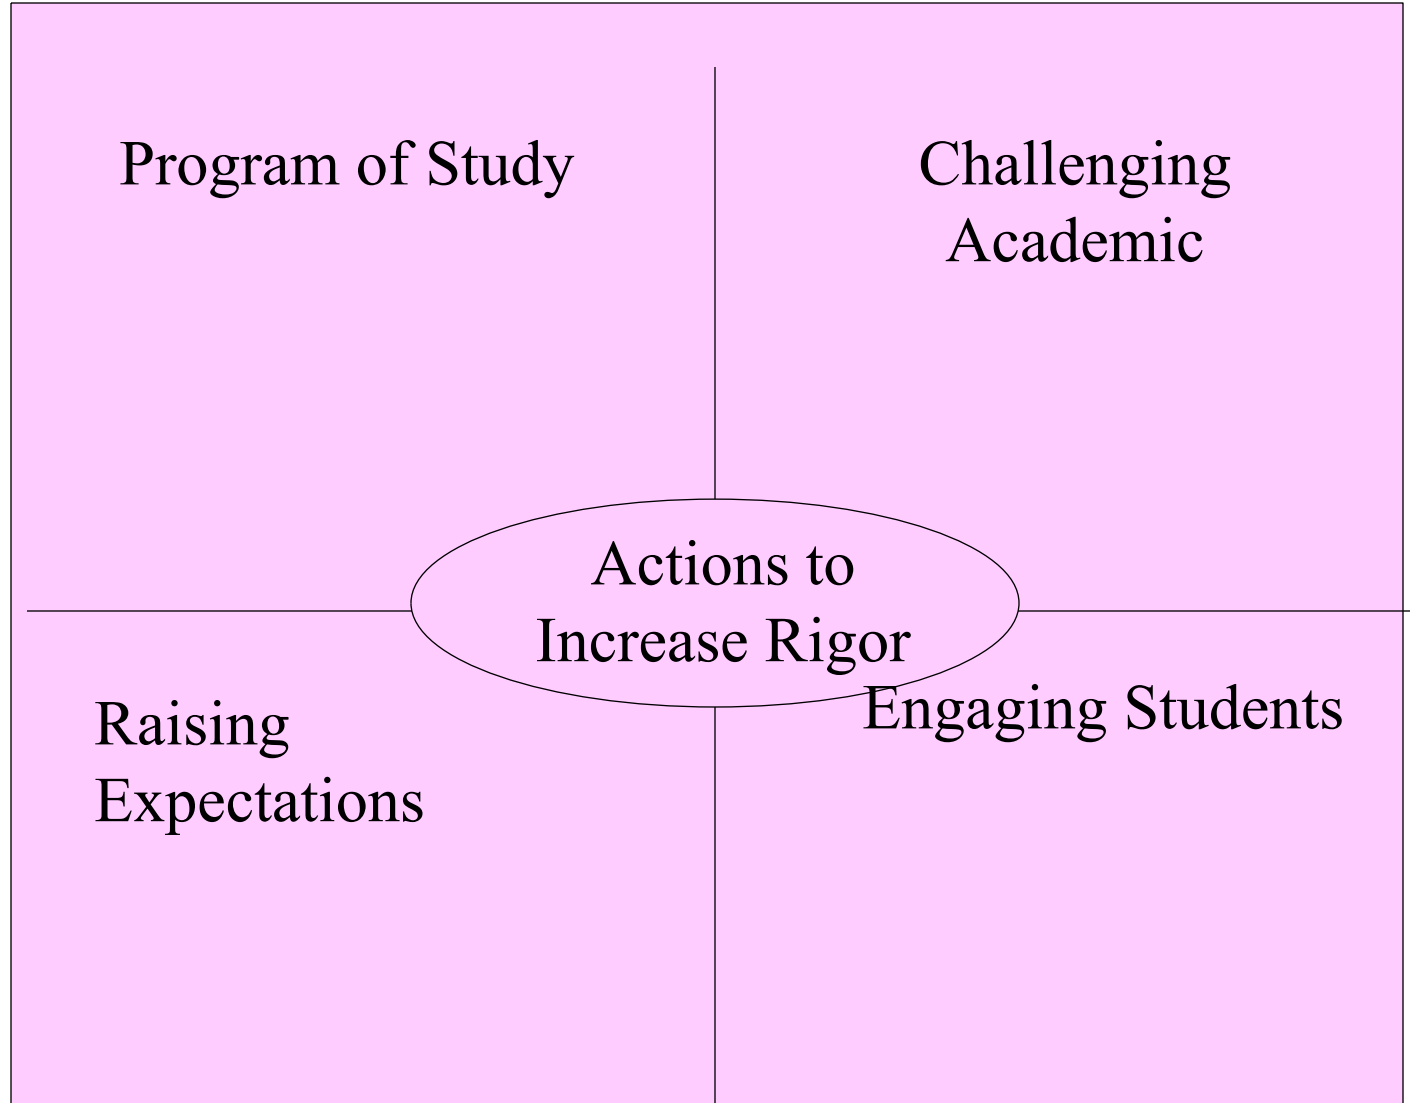 Program of Study
Challenging
Academic
Actions to
Increase Rigor
Raising
Expectations
Engaging Students